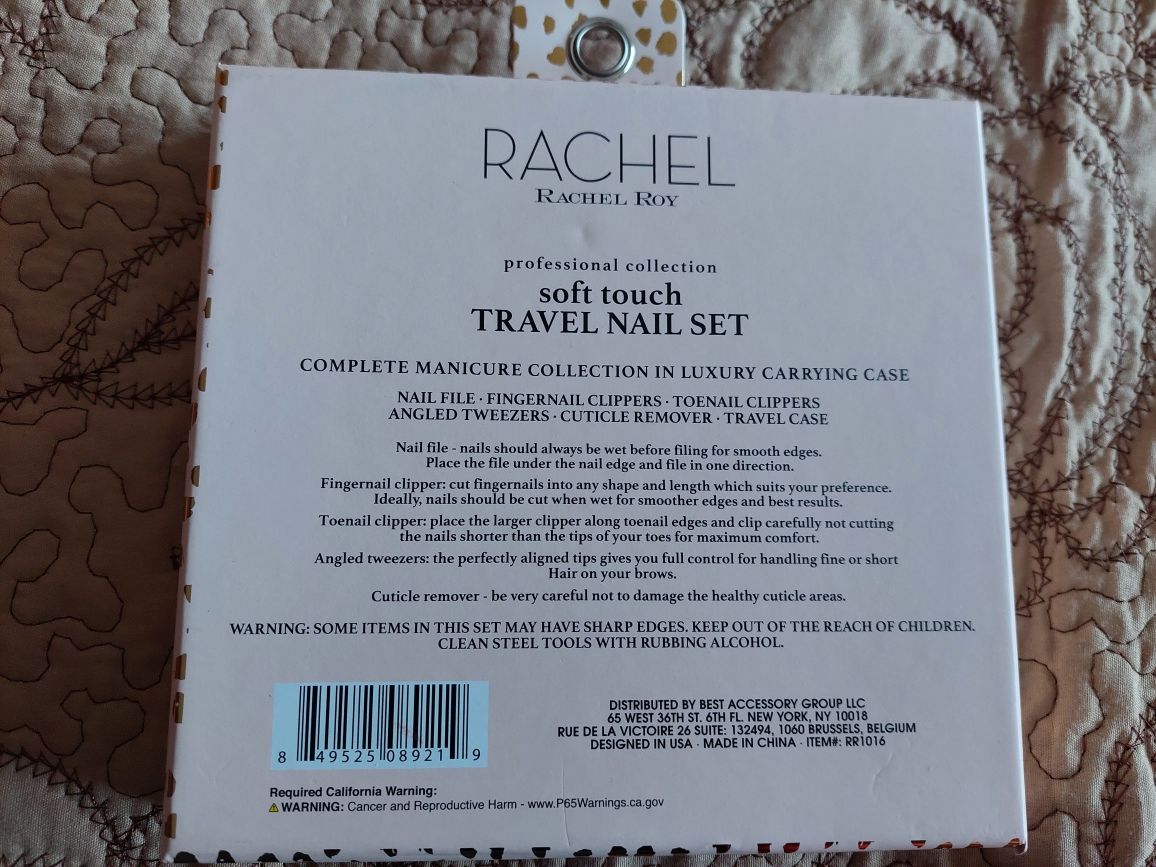 RACHEL
RACHEL ROY
professional collection
soft touch
TRAVEL NAIL SET
COMPLETE MANICURE COLLECTION IN LUXURY CARRYING CASE
NAIL FILE · FINGERNAIL CLIPPERS · TOENAIL CLIPPERS
ANGLED TWEEZERS · CUTICLE REMOVER · TRAVEL CASE
Nail file - nails should always be wet before filing for smooth edges.
Place the file under the nail edge and file in one direction.
Fingernail clipper: cut fingernails into any shape and length which suits your preference.
Ideally, nails should be cut when wet for smoother edges and best results.
Toenail clipper: place the larger clipper along toenail edges and clip carefully not cutting
the nails shorter than the tips of your toes for maximum comfort.
Angled tweezers: the perfectly aligned tips gives you full control for handling fine or short
Hair on your brows.
Cuticle remover - be very careful not to damage the healthy cuticle areas.
WARNING: SOME ITEMS IN THIS SET MAY HAVE SHARP EDGES. KEEP OUT OF THE REACH OF CHILDREN.
CLEAN STEEL TOOLS WITH RUBBING ALCOHOL.
8 49525 08921 9
DISTRIBUTED BY BEST ACCESSORY GROUP LLC
65 WEST 36TH ST. 6TH FL. NEW YORK, NY 10018
RUE DE LA VICTOIRE 26 SUITE: 132494, 1060 BRUSSELS, BELGIUM
DESIGNED IN USA · MADE IN CHINA · ITEM#: RR1016
Required California Warning:
⚠ WARNING: Cancer and Reproductive Harm - www.P65Warnings.ca.gov